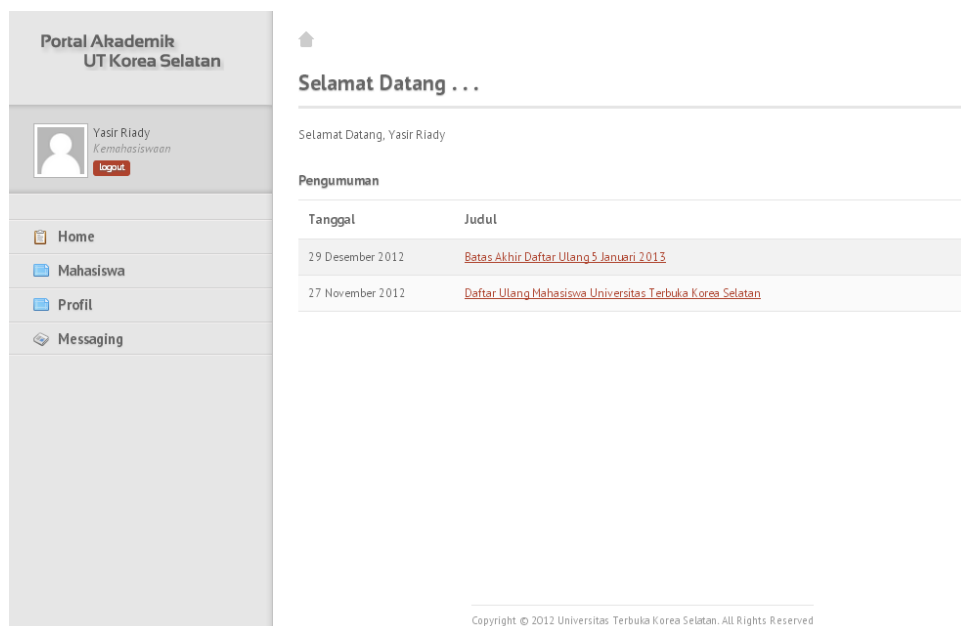 Portal Akademik
UT Korea Selatan
Yasir Riady
Kemahasiswaan
logout
Home
Mahasiswa
Profil
Messaging
Selamat Datang . . .
Selamat Datang, Yasir Riady
Pengumuman
Tanggal Judul
29 Desember 2012 Batas Akhir Daftar Ulang 5 Januari 2013
27 November 2012 Daftar Ulang Mahasiswa Universitas Terbuka Korea Selatan
Copyright © 2012 Universitas Terbuka Korea Selatan. All Rights Reserved